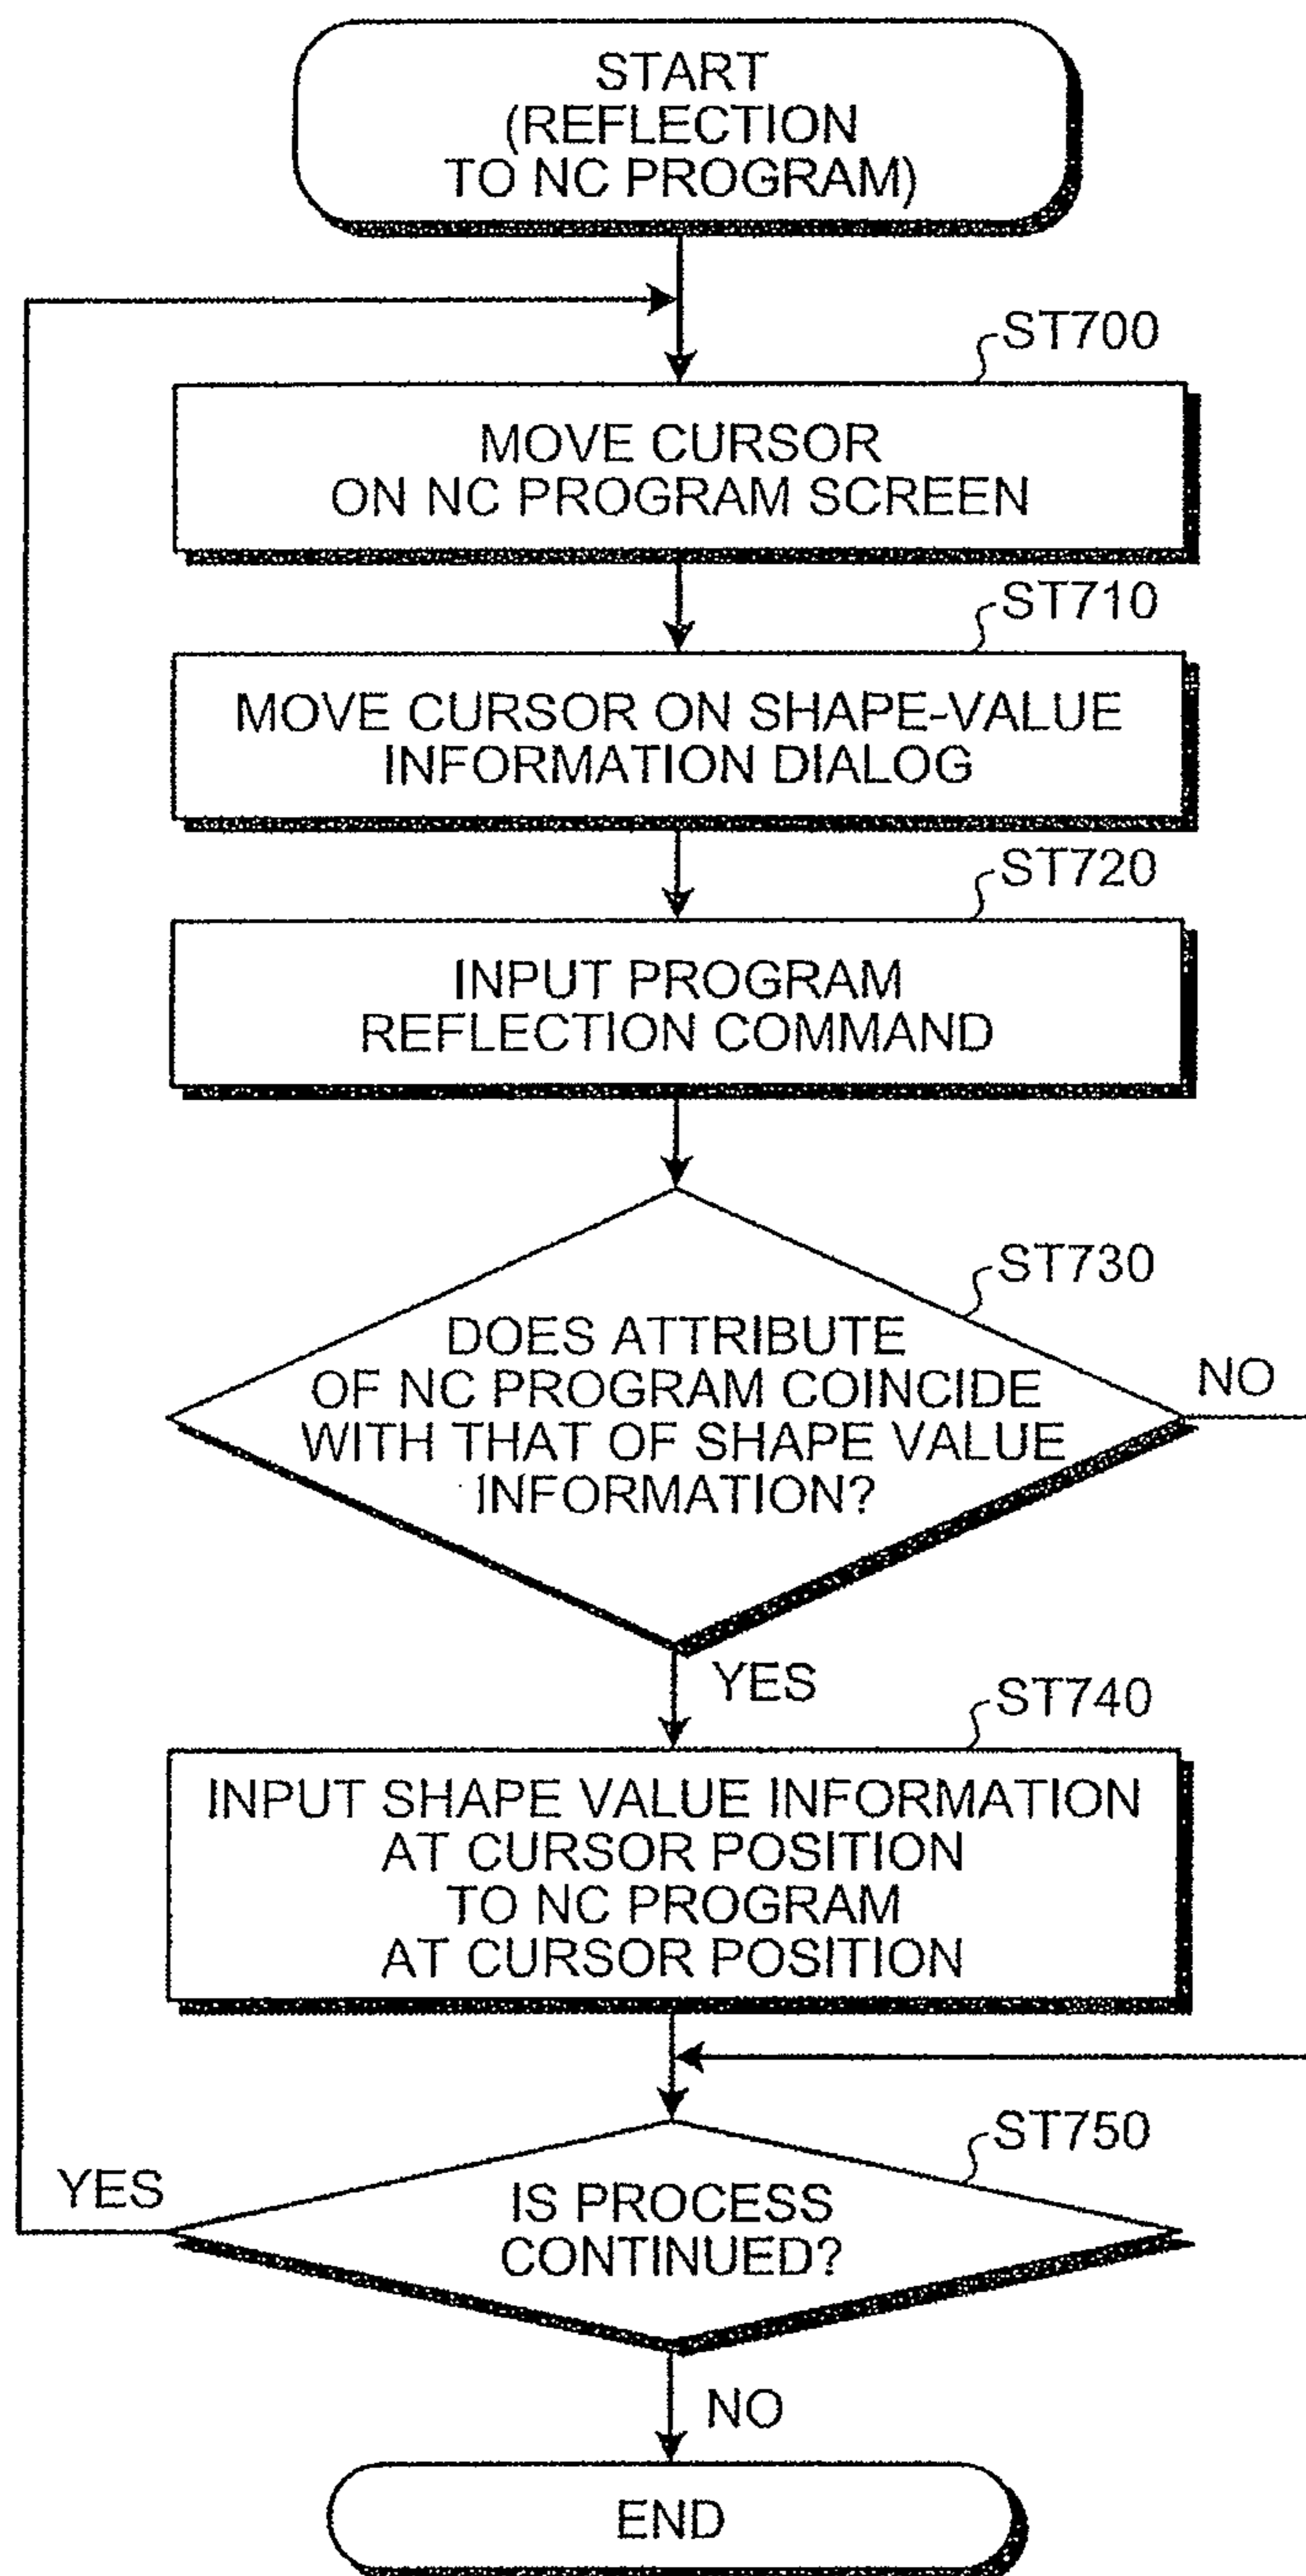 START
(REFLECTION
TO NC PROGRAM)
ST700
MOVE CURSOR
ON NC PROGRAM SCREEN
ST710
MOVE CURSOR ON SHAPE-VALUE
INFORMATION DIALOG
ST720
INPUT PROGRAM
REFLECTION COMMAND
ST730
DOES ATTRIBUTE
OF NC PROGRAM COINCIDE
WITH THAT OF SHAPE VALUE
INFORMATION?
NO
YES
ST740
INPUT SHAPE VALUE INFORMATION
AT CURSOR POSITION
TO NC PROGRAM
AT CURSOR POSITION
ST750
YES
IS PROCESS
CONTINUED?
NO
END